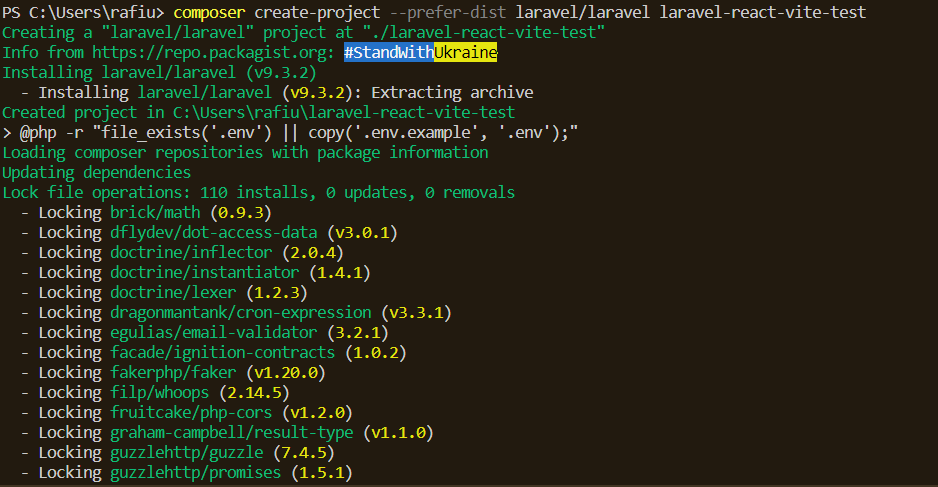 PS C:\Users\rafiu> composer create-project --prefer-dist laravel/laravel laravel-react-vite-test
Creating a "laravel/laravel" project at "./laravel-react-vite-test"
Info from https://repo.packagist.org: #StandWithUkraine
Installing laravel/laravel (v9.3.2)
  - Installing laravel/laravel (v9.3.2): Extracting archive
Created project in C:\Users\rafiu\laravel-react-vite-test
> @php -r "file_exists('.env') || copy('.env.example', '.env');"
Loading composer repositories with package information
Updating dependencies
Lock file operations: 110 installs, 0 updates, 0 removals
  - Locking brick/math (0.9.3)
  - Locking dflydev/dot-access-data (v3.0.1)
  - Locking doctrine/inflector (2.0.4)
  - Locking doctrine/instantiator (1.4.1)
  - Locking doctrine/lexer (1.2.3)
  - Locking dragonmantank/cron-expression (v3.3.1)
  - Locking egulias/email-validator (3.2.1)
  - Locking facade/ignition-contracts (1.0.2)
  - Locking fakerphp/faker (v1.20.0)
  - Locking filp/whoops (2.14.5)
  - Locking fruitcake/php-cors (v1.2.0)
  - Locking graham-campbell/result-type (v1.1.0)
  - Locking guzzlehttp/guzzle (7.4.5)
  - Locking guzzlehttp/promises (1.5.1)